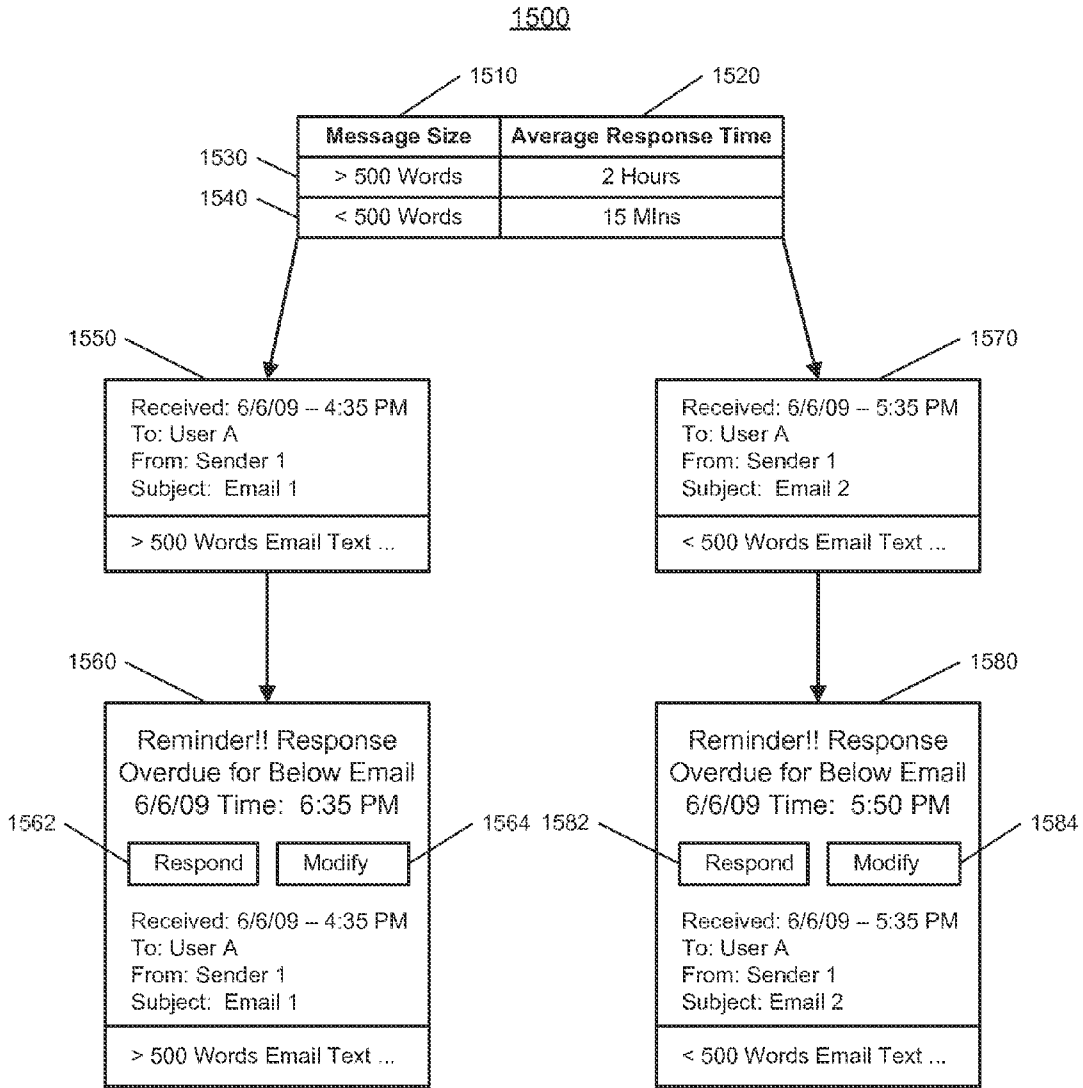 1500
1510
1520
Message Size Average Response Time
1530
> 500 Words 2 Hours
1540
< 500 Words 15 MIns
1550
Received: 6/6/09 – 4:35 PM
To: User A
From: Sender 1
Subject: Email 1
> 500 Words Email Text ...
1570
Received: 6/6/09 – 5:35 PM
To: User A
From: Sender 1
Subject: Email 2
< 500 Words Email Text ...
1560
Reminder!! Response
Overdue for Below Email
6/6/09 Time: 6:35 PM
1562
1564
Respond Modify
Received: 6/6/09 – 4:35 PM
To: User A
From: Sender 1
Subject: Email 1
> 500 Words Email Text ...
1580
Reminder!! Response
Overdue for Below Email
6/6/09 Time: 5:50 PM
1582
1584
Respond Modify
Received: 6/6/09 – 5:35 PM
To: User A
From: Sender 1
Subject: Email 2
< 500 Words Email Text ...